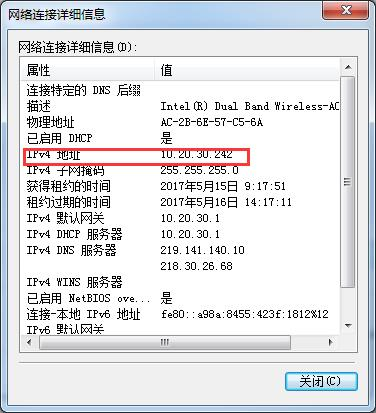 网络连接详细信息
网络连接详细信息(D):
属性 值
连接特定的 DNS 后缀
描述 Intel(R) Dual Band Wireless-AC
物理地址 AC-2B-6E-57-C5-6A
已启用 DHCP 是
IPv4 地址 10.20.30.242
IPv4 子网掩码 255.255.255.0
获得租约的时间 2017年5月15日 9:17:51
租约过期的时间 2017年5月16日 14:17:11
IPv4 默认网关 10.20.30.1
IPv4 DHCP 服务器 10.20.30.1
IPv4 DNS 服务器 219.141.140.10
218.30.26.68
IPv4 WINS 服务器
已启用 NetBIOS ove... 是
连接-本地 IPv6 地址 fe80::a98a:8455:423f:1812%12
IPv6 默认网关
关闭(C)